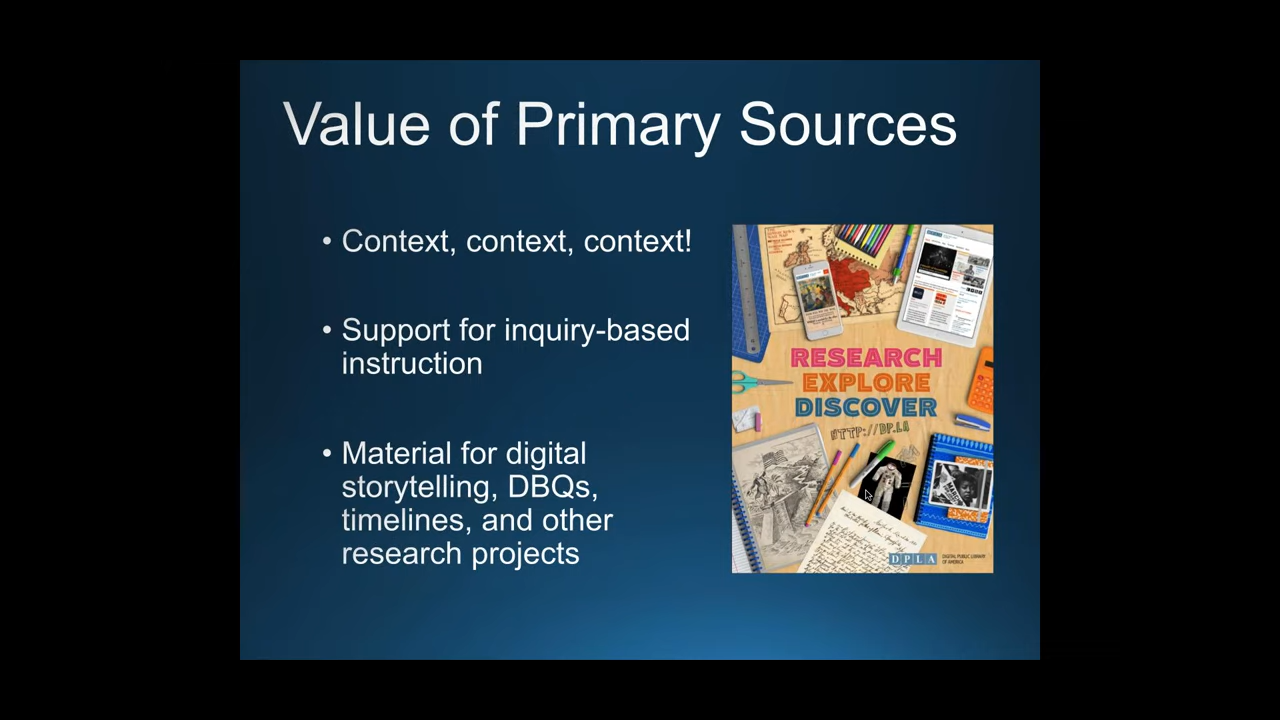 Value of Primary Sources
• Context, context, context!
• Support for inquiry-based
instruction
• Material for digital
storytelling, DBQs,
timelines, and other
research projects
RESEARCH
EXPLORE
DISCOVER
HTTP://DP.LA
DPLA
DIGITAL PUBLIC LIBRARY
OF AMERICA